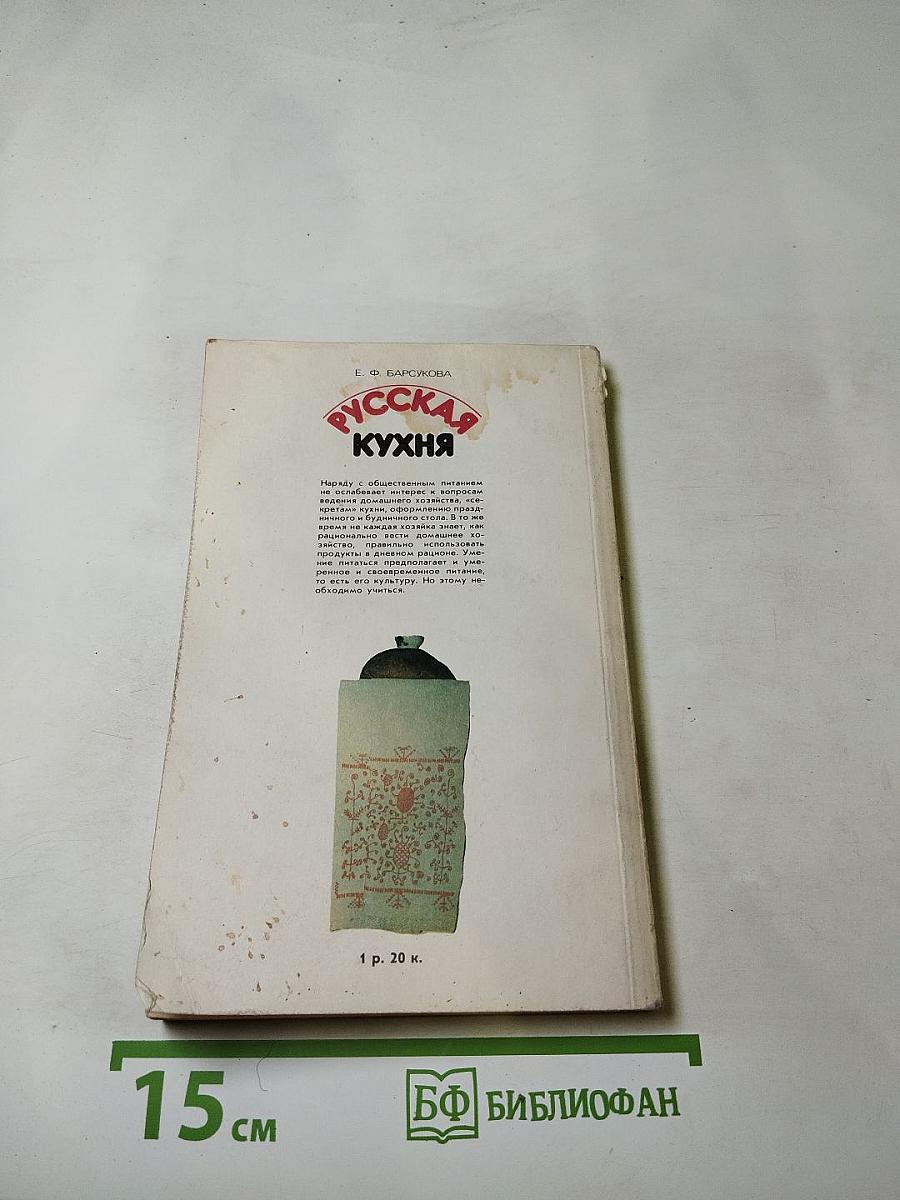 Е. Ф. БАРСУКОВА
РУССКАЯ
КУХНЯ
Наряду с общественным питанием
не ослабевает интерес к вопросам
ведения домашнего хозяйства, «се-
кретам» кухни, оформлению празд-
ничного и будничного стола. В то же
время не каждая хозяйка знает, как
рационально вести домашнее хо-
зяйство, правильно использовать
продукты в дневном рационе. Уме-
ние питаться предполагает и уме-
ренное и своевременное питание,
то есть его культуру. Но этому не-
обходимо учиться.
1 р. 20 к.
15 см
БФ БИБЛИОФАН